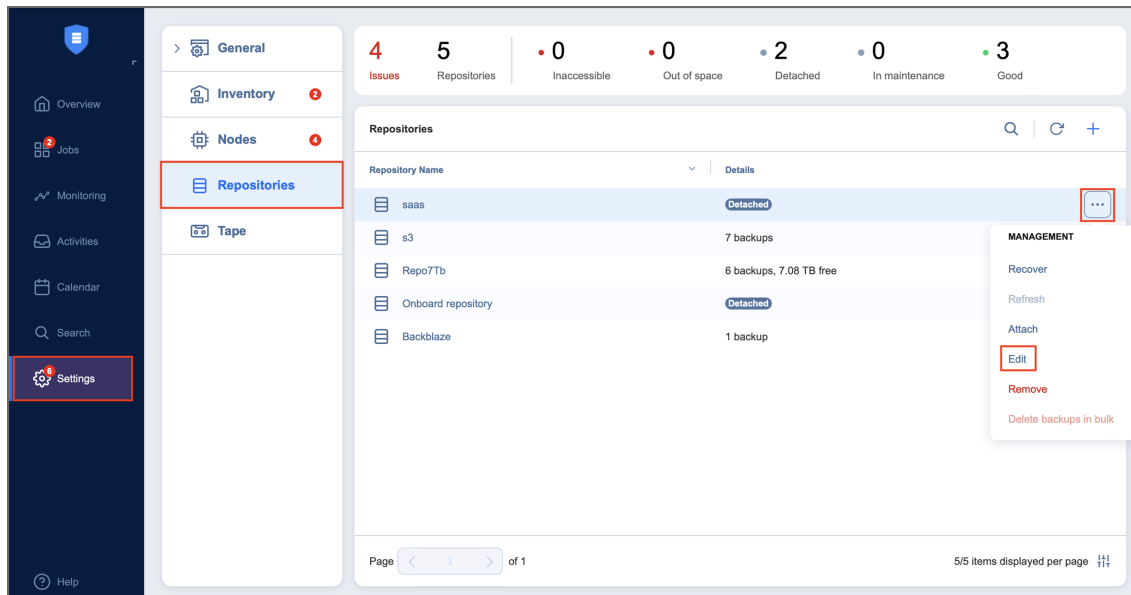 Overview
2
Jobs
Monitoring
Activities
Calendar
Search
6
Settings
Help
General
Inventory 2
Nodes 4
Repositories
Tape
4 5 0 0 2 0 3
Issues Repositories Inaccessible Out of space Detached In maintenance Good
Repositories
Repository Name Details
saas Detached
s3 7 backups
Repo7Tb 6 backups, 7.08 TB free
Onboard repository Detached
Backblaze 1 backup
MANAGEMENT
Recover
Refresh
Attach
Edit
Remove
Delete backups in bulk
Page 1 of 1 5/5 items displayed per page